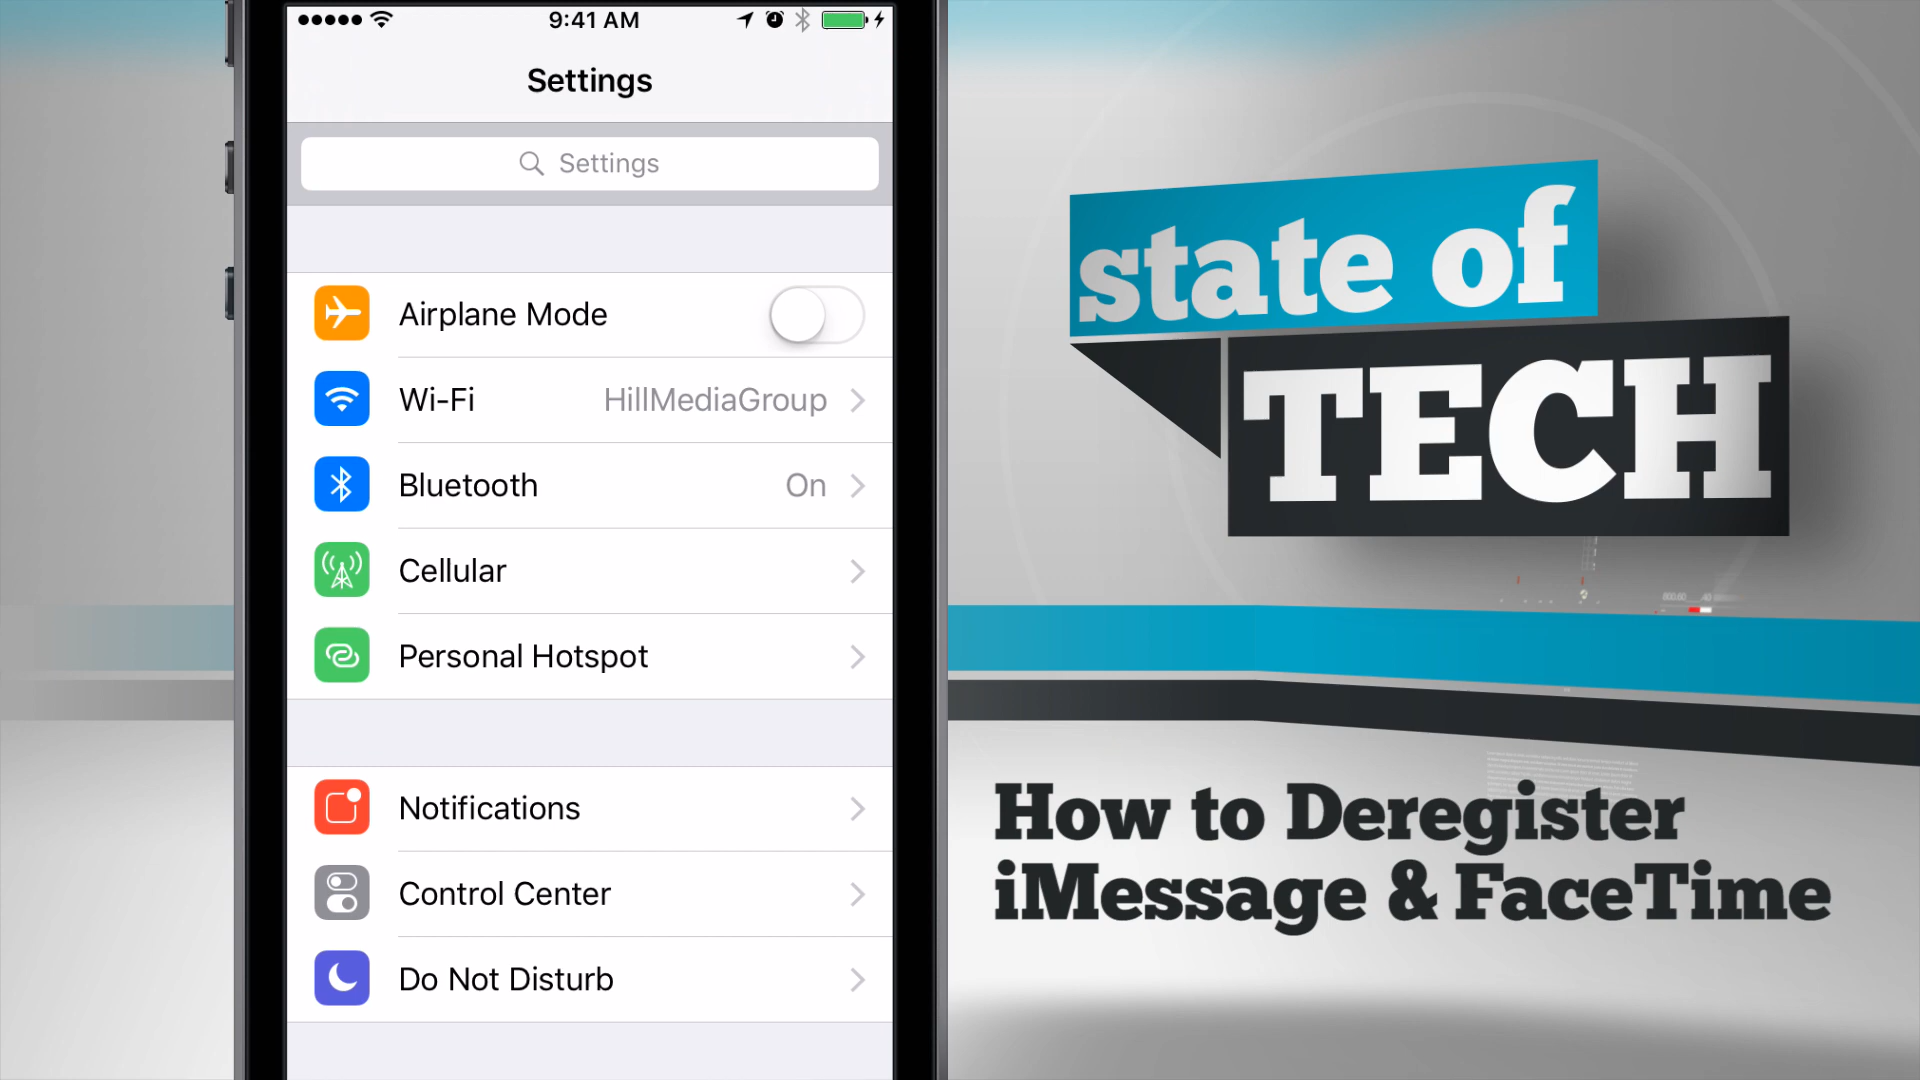 9:41 AM
Settings
Settings
Airplane Mode
Wi-Fi HillMediaGroup
Bluetooth On
Cellular
Personal Hotspot
Notifications
Control Center
Do Not Disturb
state of
TECH
How to Deregister
iMessage & FaceTime